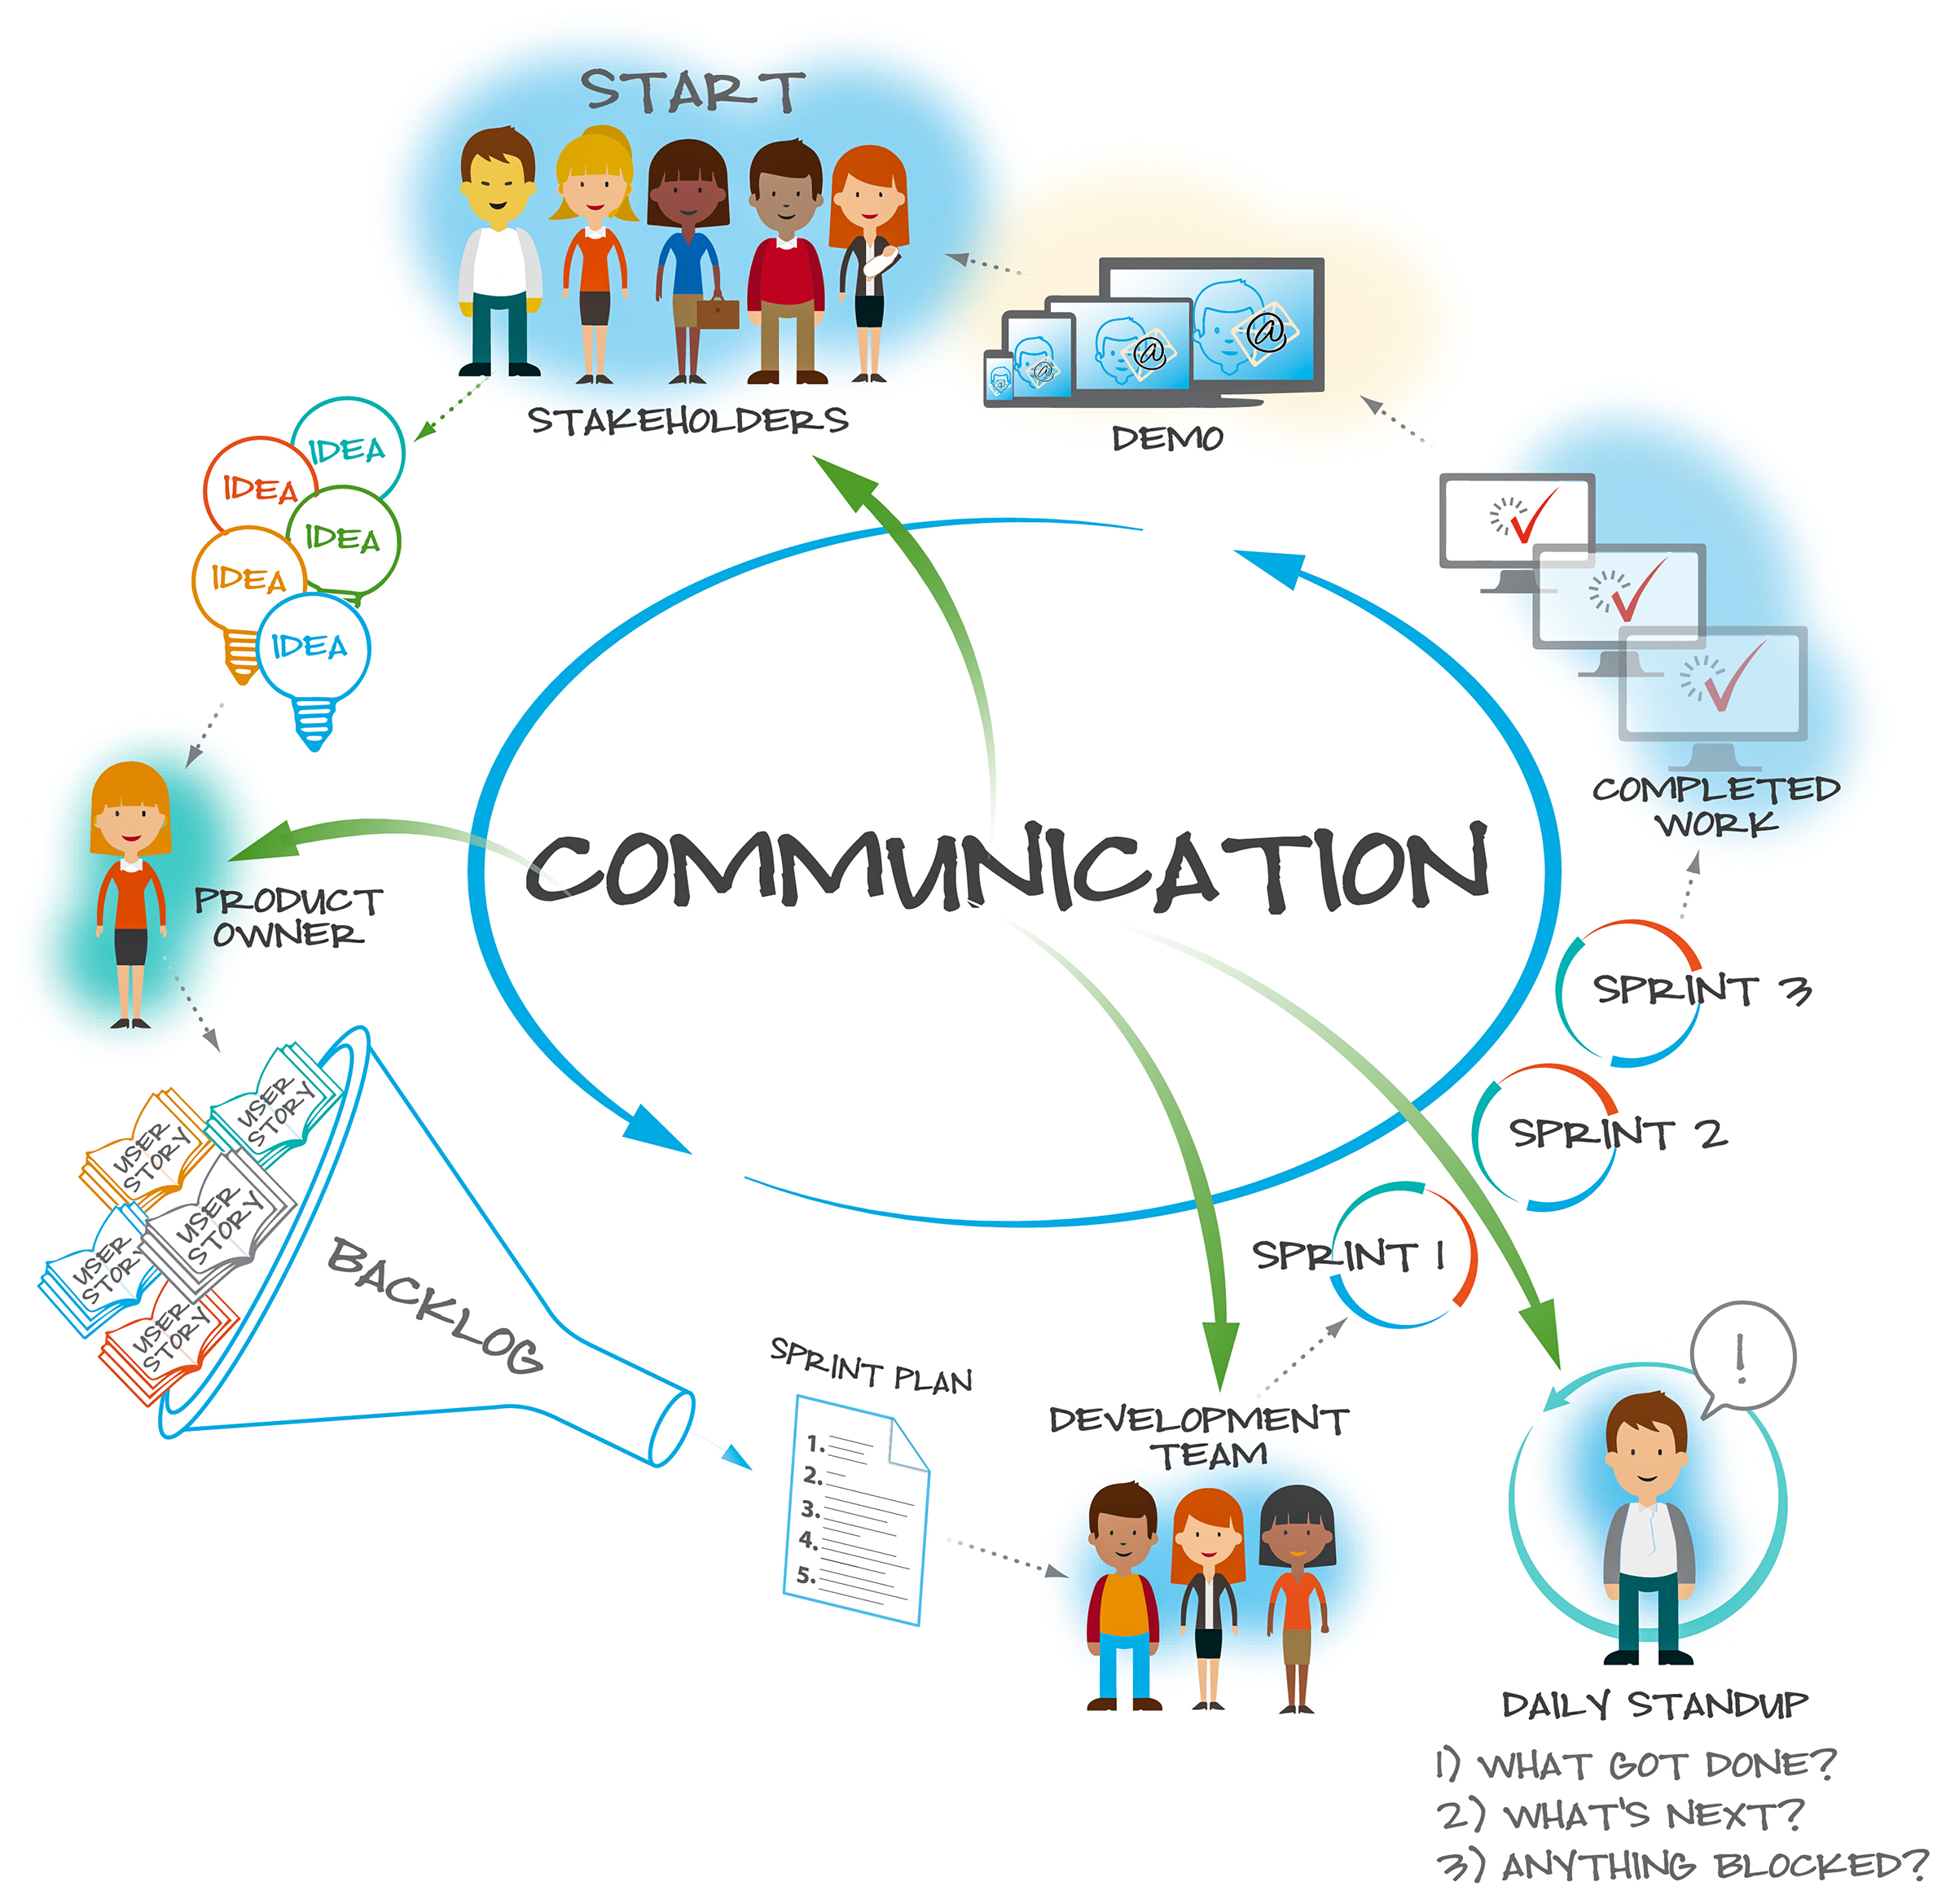 START
STAKEHOLDERS
DEMO
@
@
@
@
IDEA
IDEA
IDEA
IDEA
IDEA
COMPLETED
WORK
COMMUNICATION
PRODUCT
OWNER
SPRINT 3
SPRINT 2
SPRINT 1
USER
STORY
USER
STORY
USER
STORY
USER
STORY
USER
STORY
BACKLOG
SPRINT PLAN
1.
2.
3.
4.
5.
DEVELOPMENT
TEAM
!
DAILY STANDUP
1) WHAT GOT DONE?
2) WHAT'S NEXT?
3) ANYTHING BLOCKED?